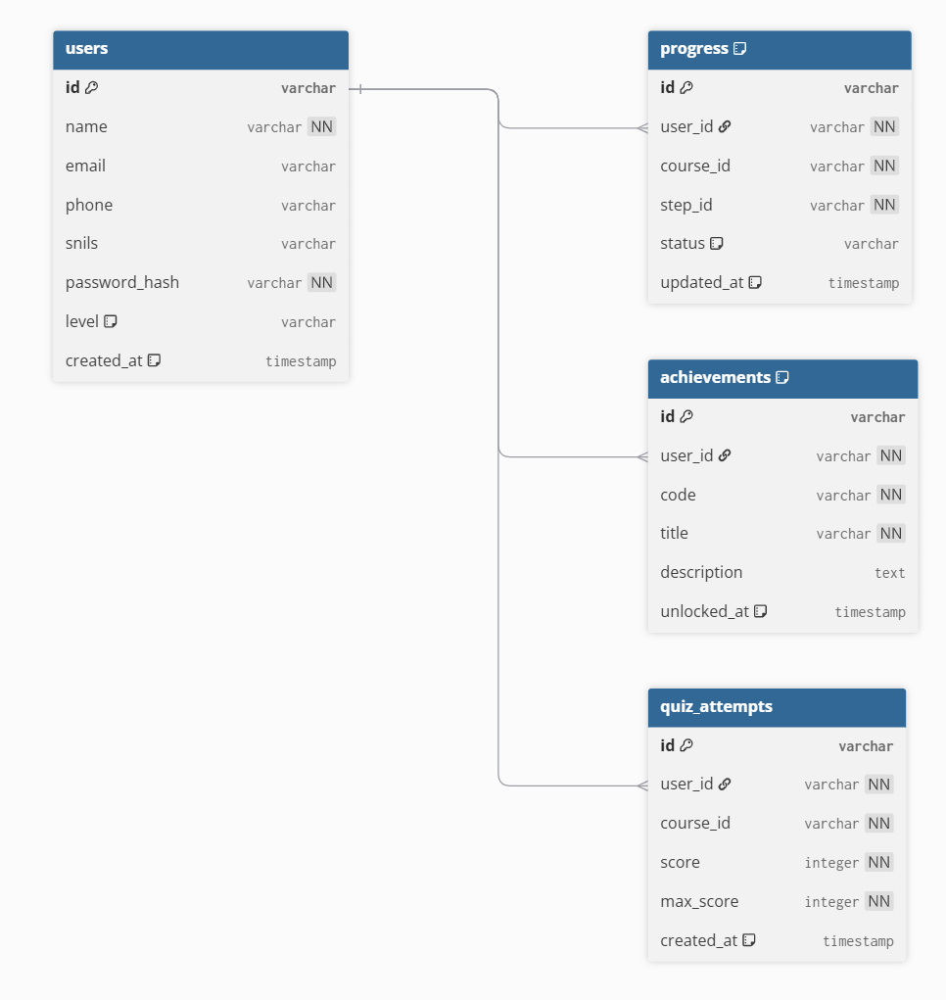 users
id varchar
name varchar NN
email varchar
phone varchar
snils varchar
password_hash varchar NN
level varchar
created_at timestamp
progress
id varchar
user_id varchar NN
course_id varchar NN
step_id varchar NN
status varchar
updated_at timestamp
achievements
id varchar
user_id varchar NN
code varchar NN
title varchar NN
description text
unlocked_at timestamp
quiz_attempts
id varchar
user_id varchar NN
course_id varchar NN
score integer NN
max_score integer NN
created_at timestamp